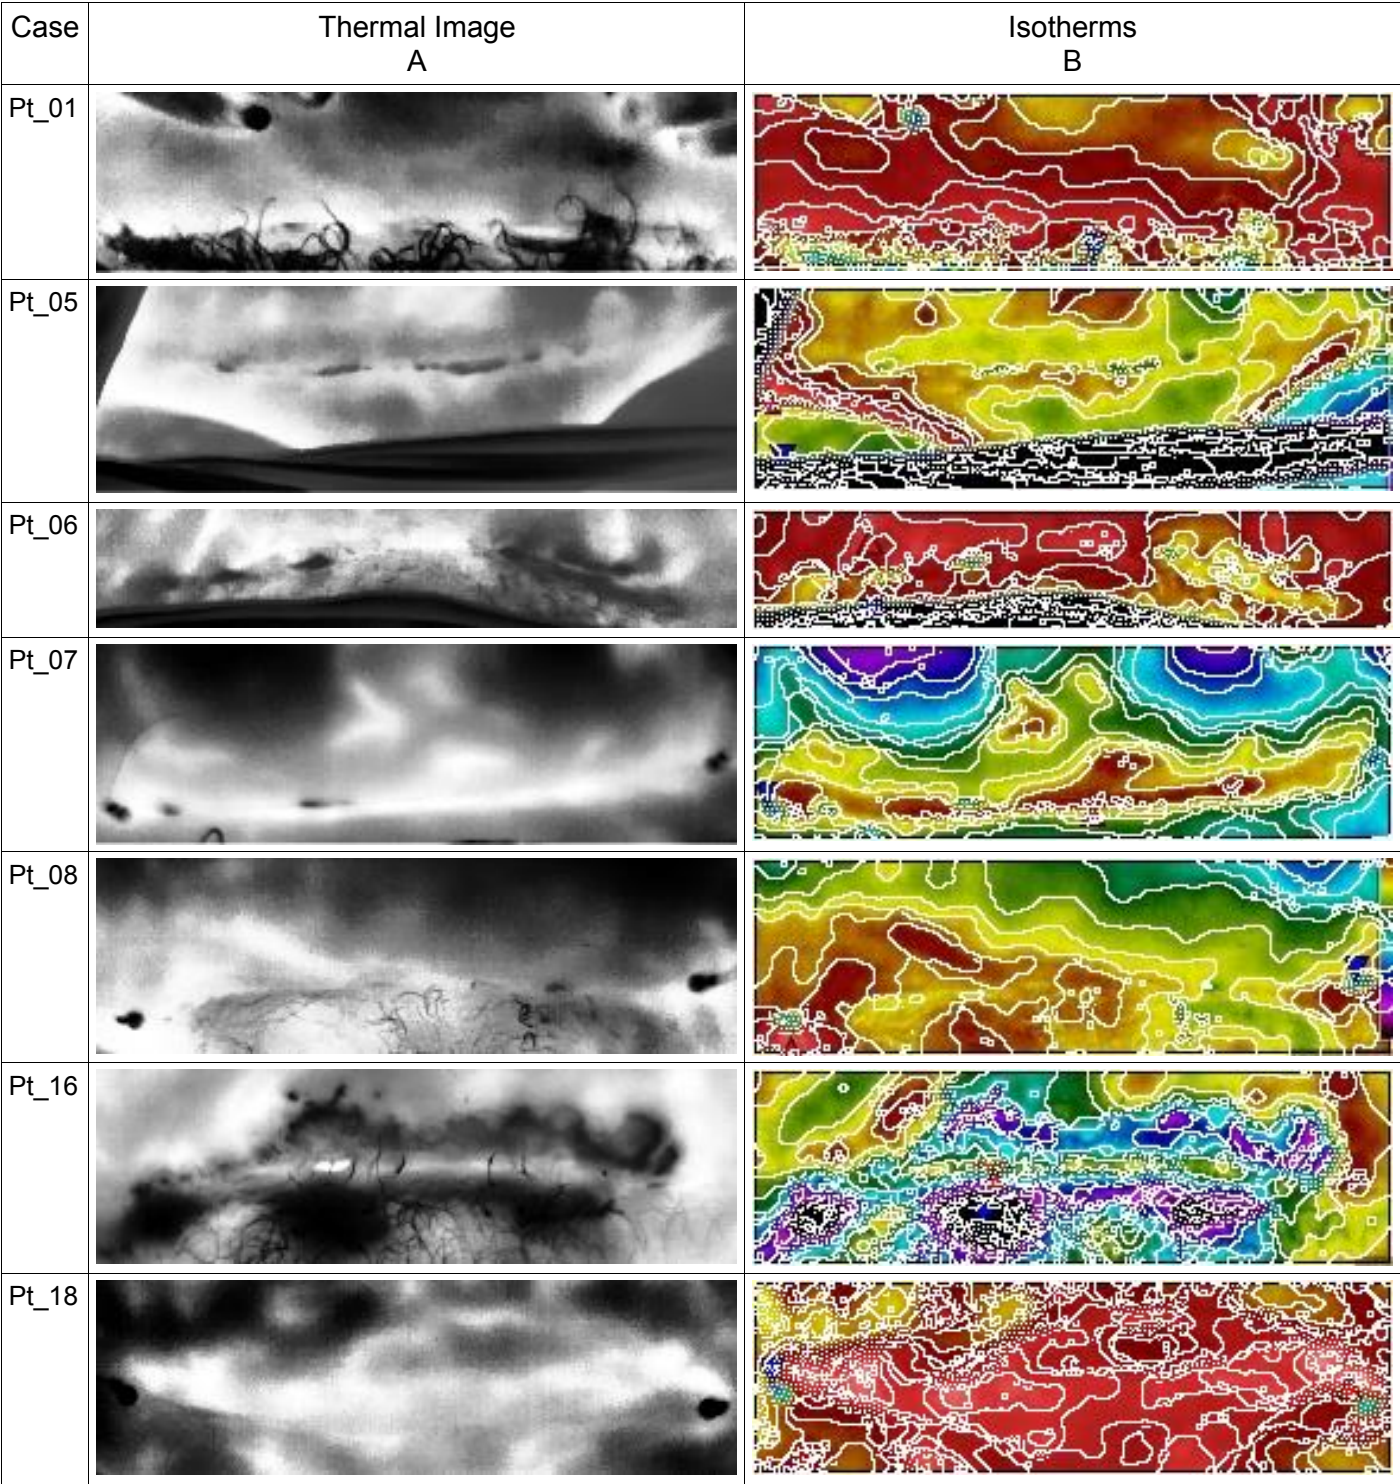 Case
Thermal Image
A
Isotherms
B
Pt_01
Pt_05
Pt_06
Pt_07
Pt_08
Pt_16
Pt_18